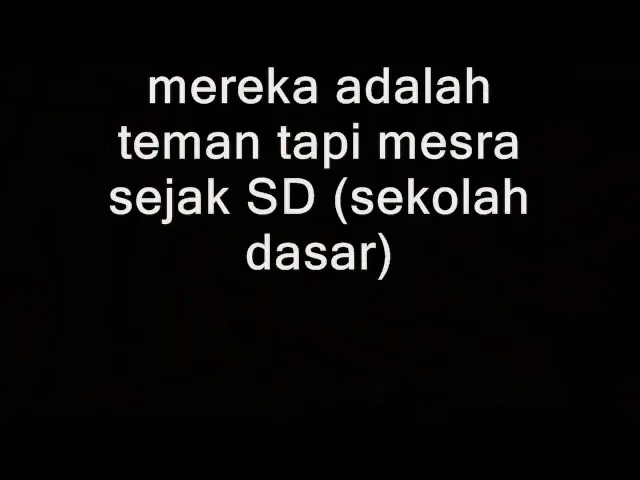 mereka adalah
teman tapi mesra
sejak SD (sekolah
dasar)